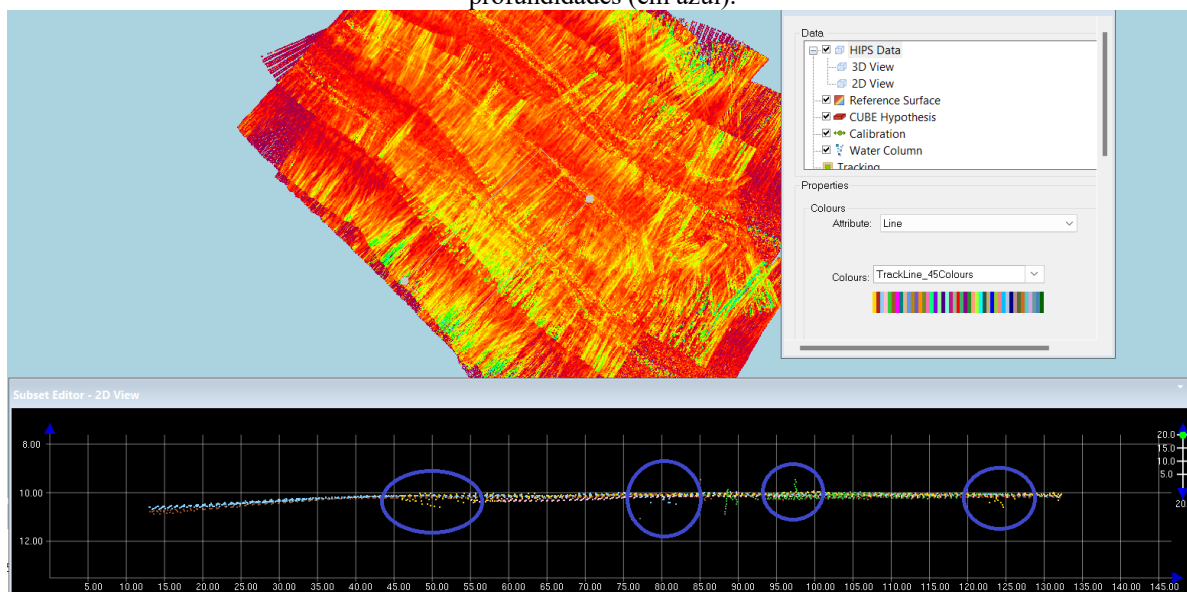 profundidades (em azul).
Data
HIPS Data
3D View
2D View
Reference Surface
CUBE Hypothesis
Calibration
Water Column
Tracking
Properties
Colours
Attribute: Line
Colours: TrackLine_45Colours
Subset Editor - 2D View
8.00
10.00
12.00
20.0
15.0
10.0
5.0
20.
5.00 10.00 15.00 20.00 25.00 30.00 35.00 40.00 45.00 50.00 55.00 60.00 65.00 70.00 75.00 80.00 85.00 90.00 95.00 100.00 105.00 110.00 115.00 120.00 125.00 130.00 135.00 140.00 145.00